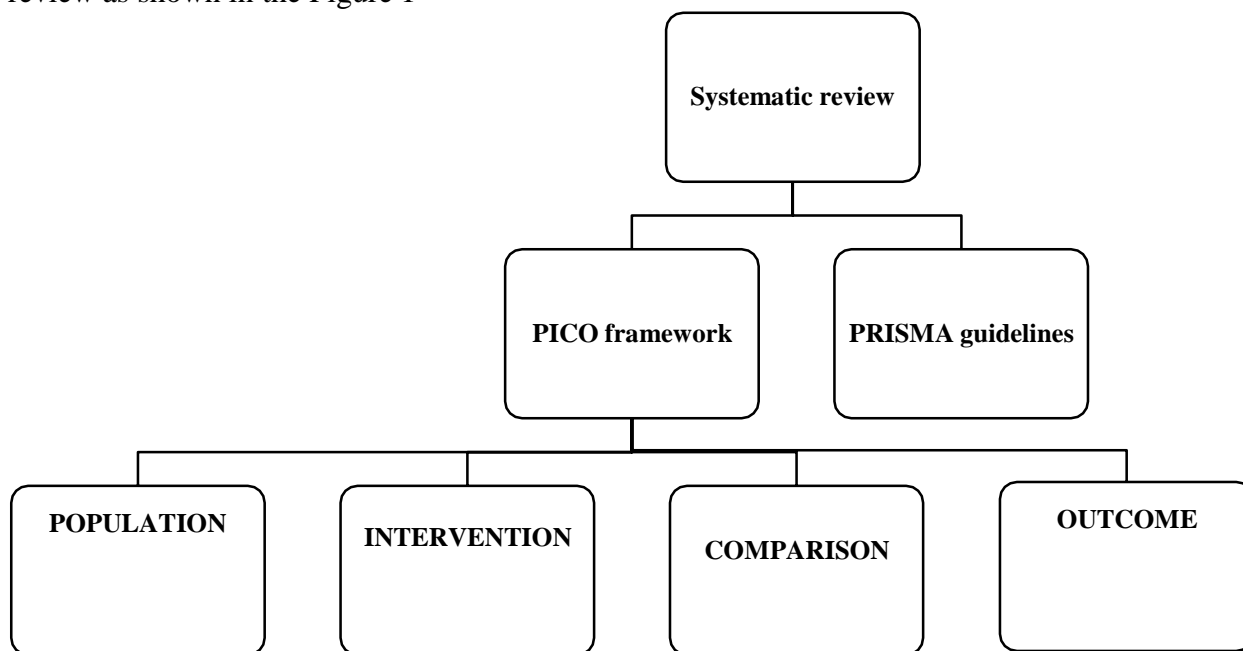 review as shown in the Figure 1
Systematic review
PICO framework
PRISMA guidelines
POPULATION
INTERVENTION
COMPARISON
OUTCOME